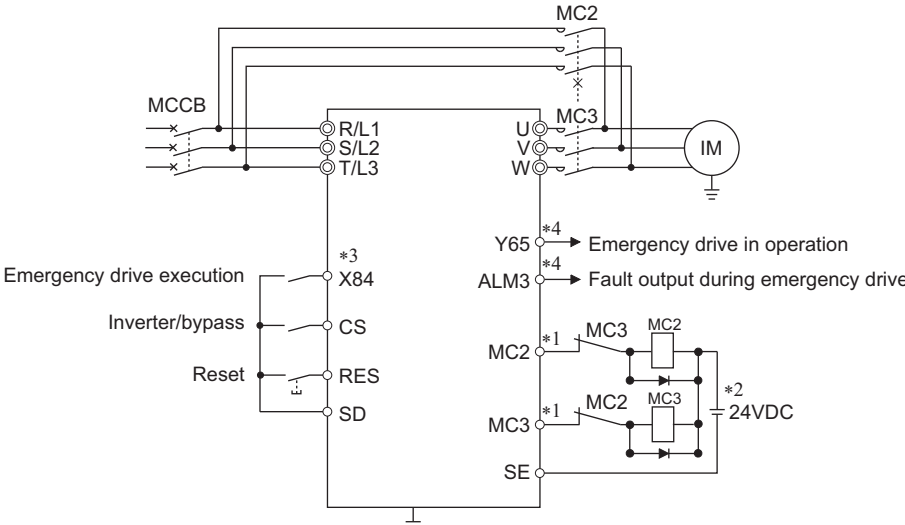 MC2
MCCB
R/L1
S/L2
T/L3
U
V
W
MC3
IM
*3
Emergency drive execution
X84
Inverter/bypass
CS
Reset
RES
SD
Y65
*4
Emergency drive in operation
ALM3
*4
Fault output during emergency drive
MC2
*1
MC3
MC2
MC3
*1
MC2
MC3
*2
24VDC
SE